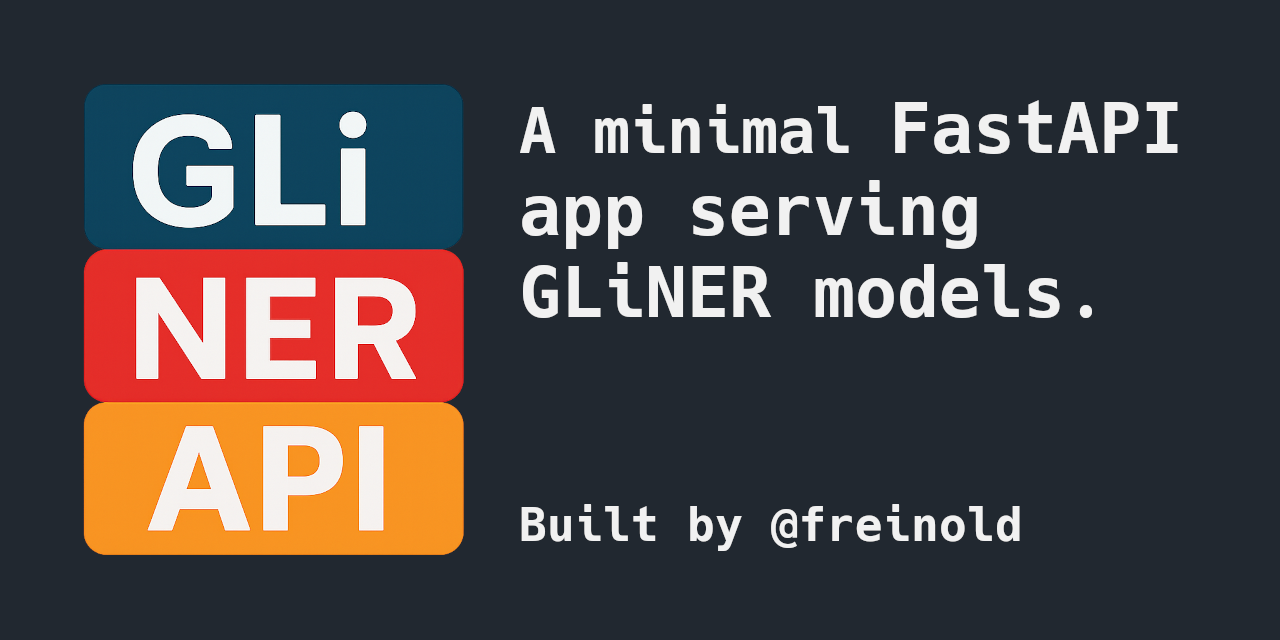 GLi
NER
API
A minimal FastAPI
app serving
GLiNER models.
Built by @freinold